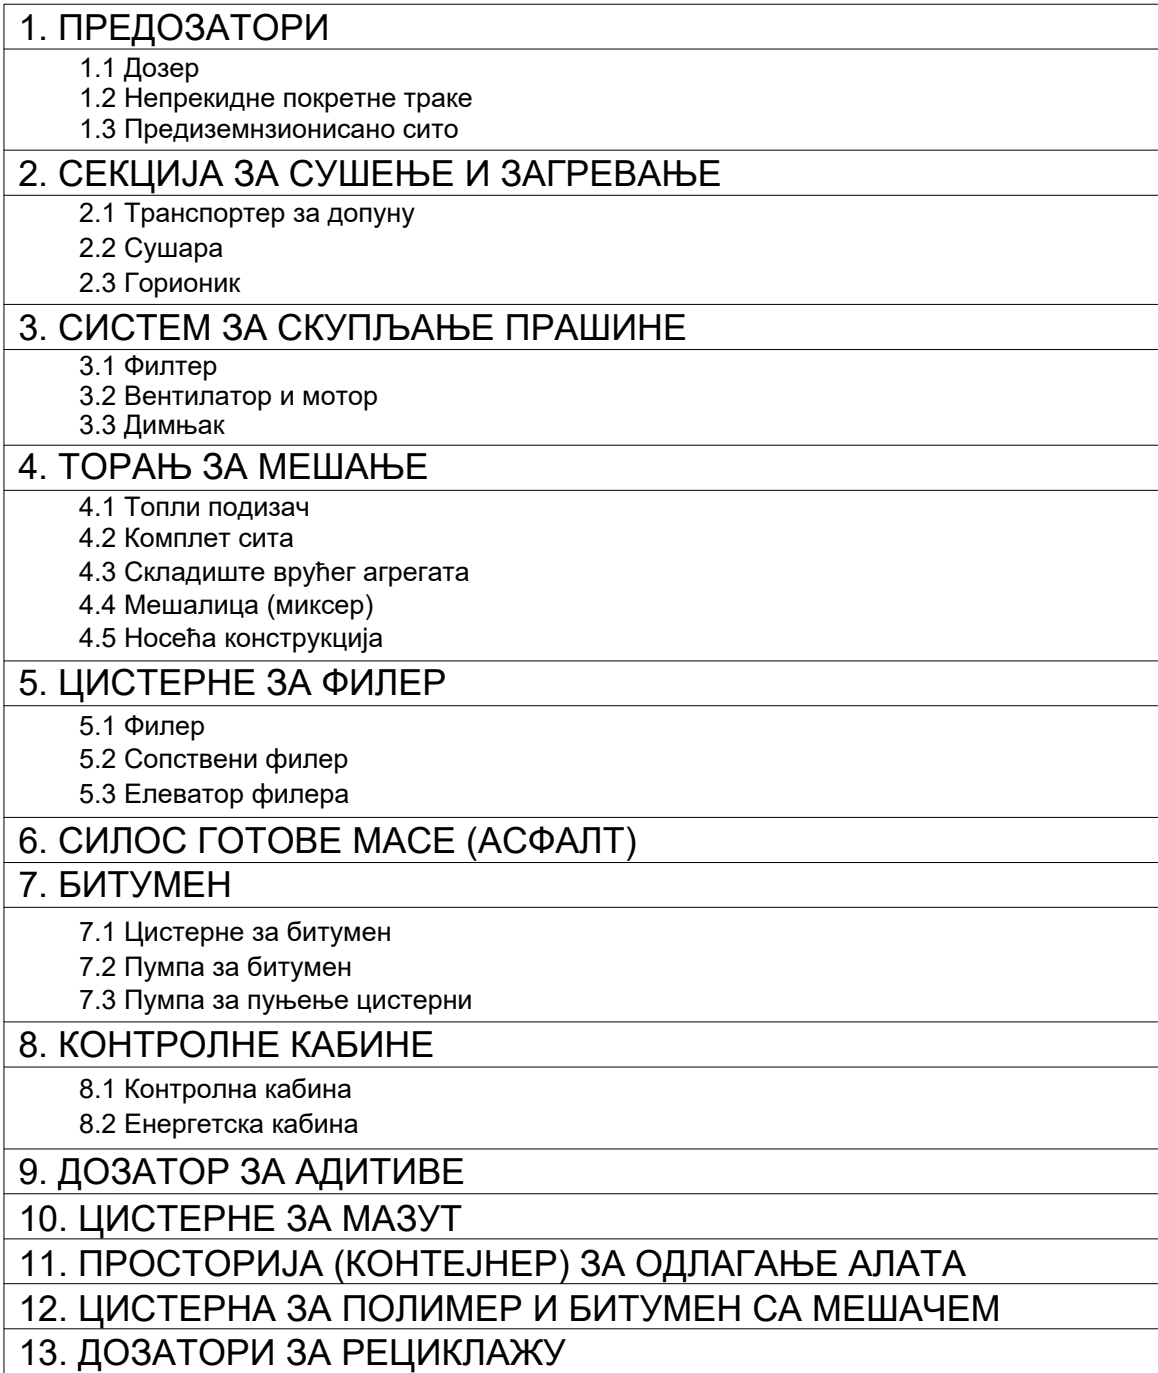 1. ПРЕДОЗАТОРИ
1.1 Дозер
1.2 Непрекидне покретне траке
1.3 Предиземнзионисано сито
2. СЕКЦИЈА ЗА СУШЕЊЕ И ЗАГРЕВАЊЕ
2.1 Транспортер за допуну
2.2 Сушара
2.3 Горионик
3. СИСТЕМ ЗА СКУПЉАЊЕ ПРАШИНЕ
3.1 Филтер
3.2 Вентилатор и мотор
3.3 Димњак
4. ТОРАЊ ЗА МЕШАЊЕ
4.1 Топли подизач
4.2 Комплет сита
4.3 Складиште врућег агрегата
4.4 Мешалица (миксер)
4.5 Носећа конструкција
5. ЦИСТЕРНЕ ЗА ФИЛЕР
5.1 Филер
5.2 Сопствени филер
5.3 Елеватор филера
6. СИЛОС ГОТОВЕ МАСЕ (АСФАЛТ)
7. БИТУМЕН
7.1 Цистерне за битумен
7.2 Пумпа за битумен
7.3 Пумпа за пуњење цистерни
8. КОНТРОЛНЕ КАБИНЕ
8.1 Контролна кабина
8.2 Енергетска кабина
9. ДОЗАТОР ЗА АДИТИВЕ
10. ЦИСТЕРНЕ ЗА МАЗУТ
11. ПРОСТОРИЈА (КОНТЕЈНЕР) ЗА ОДЛАГАЊЕ АЛАТА
12. ЦИСТЕРНА ЗА ПОЛИМЕР И БИТУМЕН СА МЕШАЧЕМ
13. ДОЗАТОРИ ЗА РЕЦИКЛАЖУ